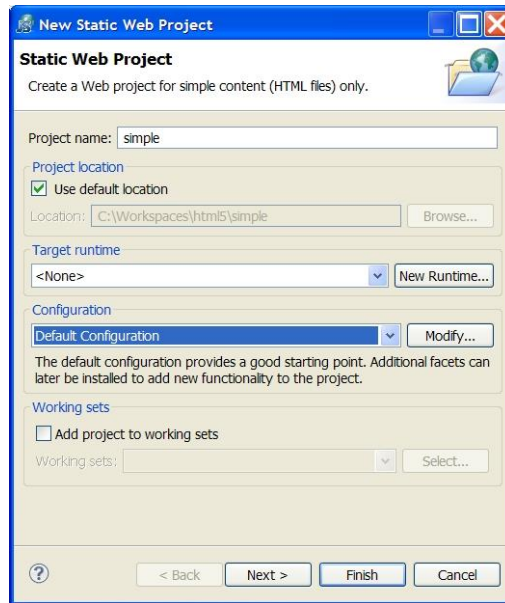 New Static Web Project
Static Web Project
Create a Web project for simple content (HTML files) only.
Project name: simple
Project location
Use default location
Location: C:\Workspaces\html5\simple Browse...
Target runtime
<None> New Runtime...
Configuration
Default Configuration Modify...
The default configuration provides a good starting point. Additional facets can
later be installed to add new functionality to the project.
Working sets
Add project to working sets
Working sets: Select...
? < Back Next > Finish Cancel